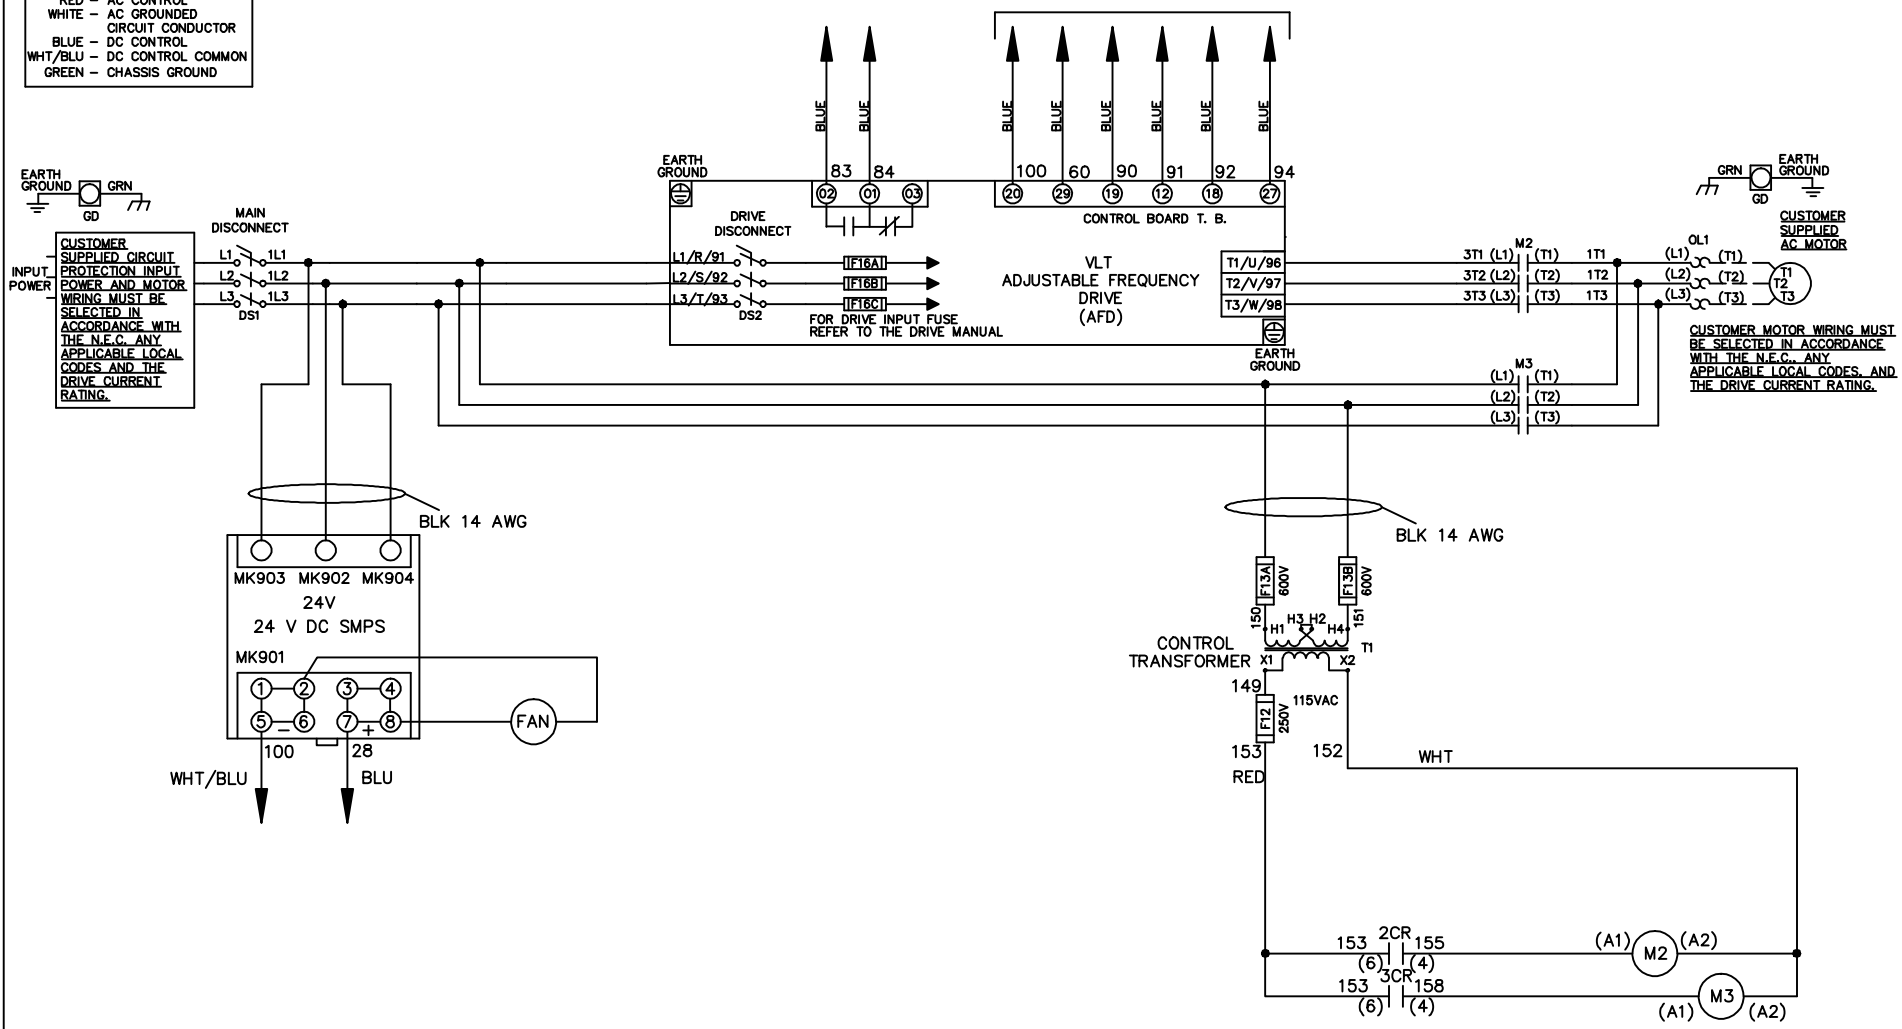 RED – AC CONTROL
WHITE – AC GROUNDED
CIRCUIT CONDUCTOR
BLUE – DC CONTROL
WHT/BLU – DC CONTROL COMMON
GREEN – CHASSIS GROUND
BLUE
BLUE
BLUE
BLUE
BLUE
BLUE
BLUE
BLUE
EARTH
GROUND
GRN
GD
MAIN
DISCONNECT
CUSTOMER
SUPPLIED CIRCUIT
PROTECTION INPUT
POWER AND MOTOR
WIRING MUST BE
SELECTED IN
ACCORDANCE WITH
THE N.E.C. ANY
APPLICABLE LOCAL
CODES AND THE
DRIVE CURRENT
RATING.
INPUT
POWER
L1 1L1
L2 1L2
L3 1L3
DS1
EARTH
GROUND
83 84
02 01 03
100 60 90 91 92 94
20 29 19 12 18 27
CONTROL BOARD T. B.
DRIVE
DISCONNECT
L1/R/91
L2/S/92
L3/T/93
DS2
F16A
F16B
F16C
FOR DRIVE INPUT FUSE
REFER TO THE DRIVE MANUAL
VLT
ADJUSTABLE FREQUENCY
DRIVE
(AFD)
T1/U/96
T2/V/97
T3/W/98
EARTH
GROUND
M2
3T1 (L1) (T1) 1T1
3T2 (L2) (T2) 1T2
3T3 (L3) (T3) 1T3
M3
(L1) (T1)
(L2) (T2)
(L3) (T3)
GRN
GD
EARTH
GROUND
CUSTOMER
SUPPLIED
AC MOTOR
OL1
(L1) (T1)
(L2) (T2)
(L3) (T3)
T1
T2
T3
CUSTOMER MOTOR WIRING MUST
BE SELECTED IN ACCORDANCE
WITH THE N.E.C., ANY
APPLICABLE LOCAL CODES, AND
THE DRIVE CURRENT RATING.
BLK 14 AWG
MK903 MK902 MK904
24V
24 V DC SMPS
MK901
1 2 3 4
5 6 7 8
– +
100 28
WHT/BLU BLU
FAN
BLK 14 AWG
F13A
600V
F13B
600V
150
151
H1 H3 H2 H4
T1
CONTROL
TRANSFORMER
X1 X2
149
115VAC
F12
250V
153 152
RED
WHT
2CR
153 155
(6) (4)
(A1) M2 (A2)
3CR
153 158
(6) (4)
(A1) M3 (A2)